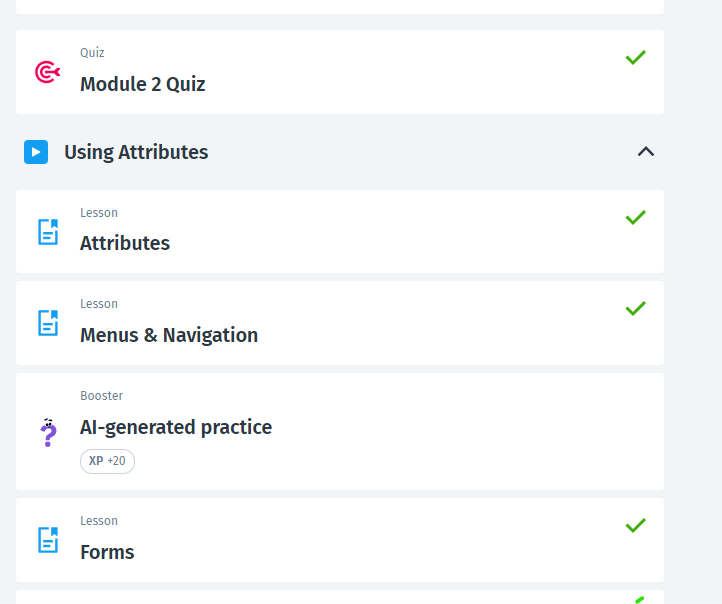 Quiz
Module 2 Quiz
Using Attributes
Lesson
Attributes
Lesson
Menus & Navigation
Booster
AI-generated practice
XP +20
Lesson
Forms